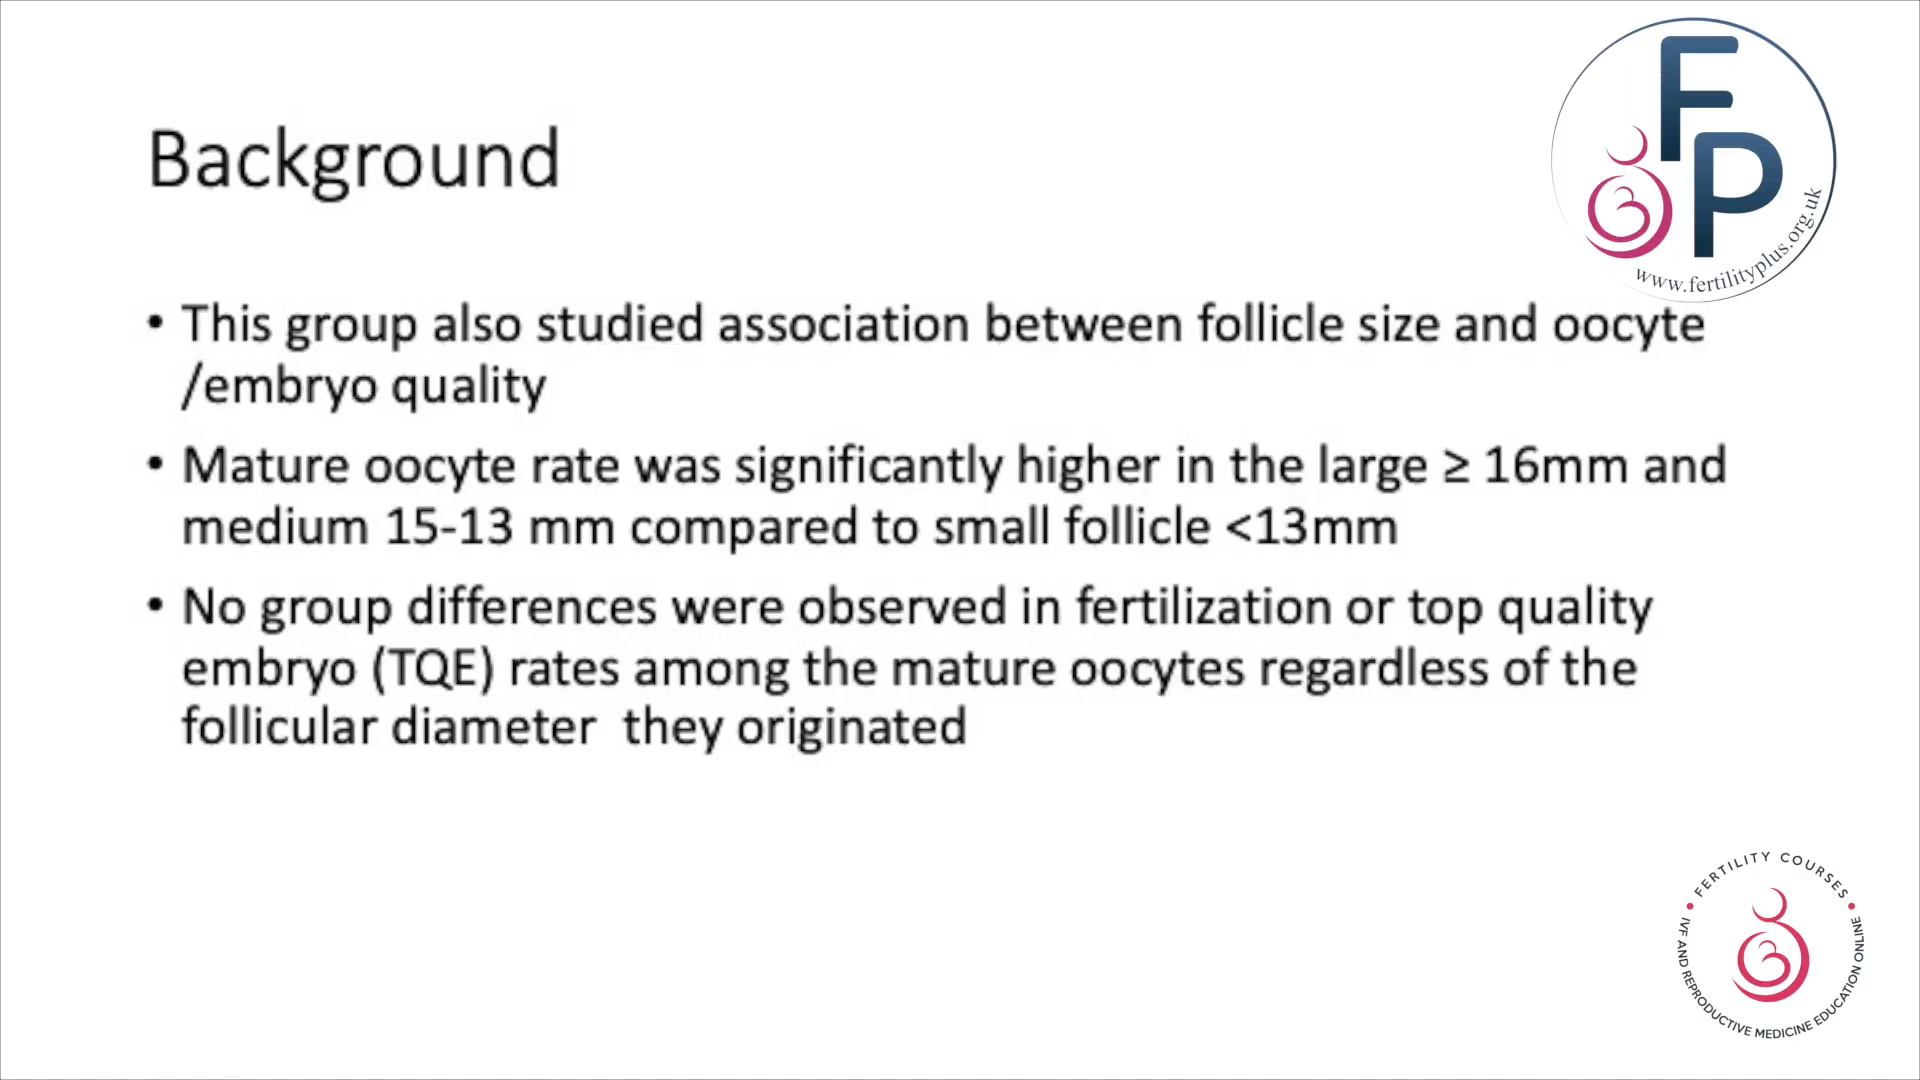 FP
www.fertilityplus.org.uk
Background
• This group also studied association between follicle size and oocyte
/embryo quality
• Mature oocyte rate was significantly higher in the large ≥ 16mm and
medium 15-13 mm compared to small follicle <13mm
• No group differences were observed in fertilization or top quality
embryo (TQE) rates among the mature oocytes regardless of the
follicular diameter  they originated
• FERTILITY COURSES •
IVF AND REPRODUCTIVE MEDICINE EDUCATION ONLINE